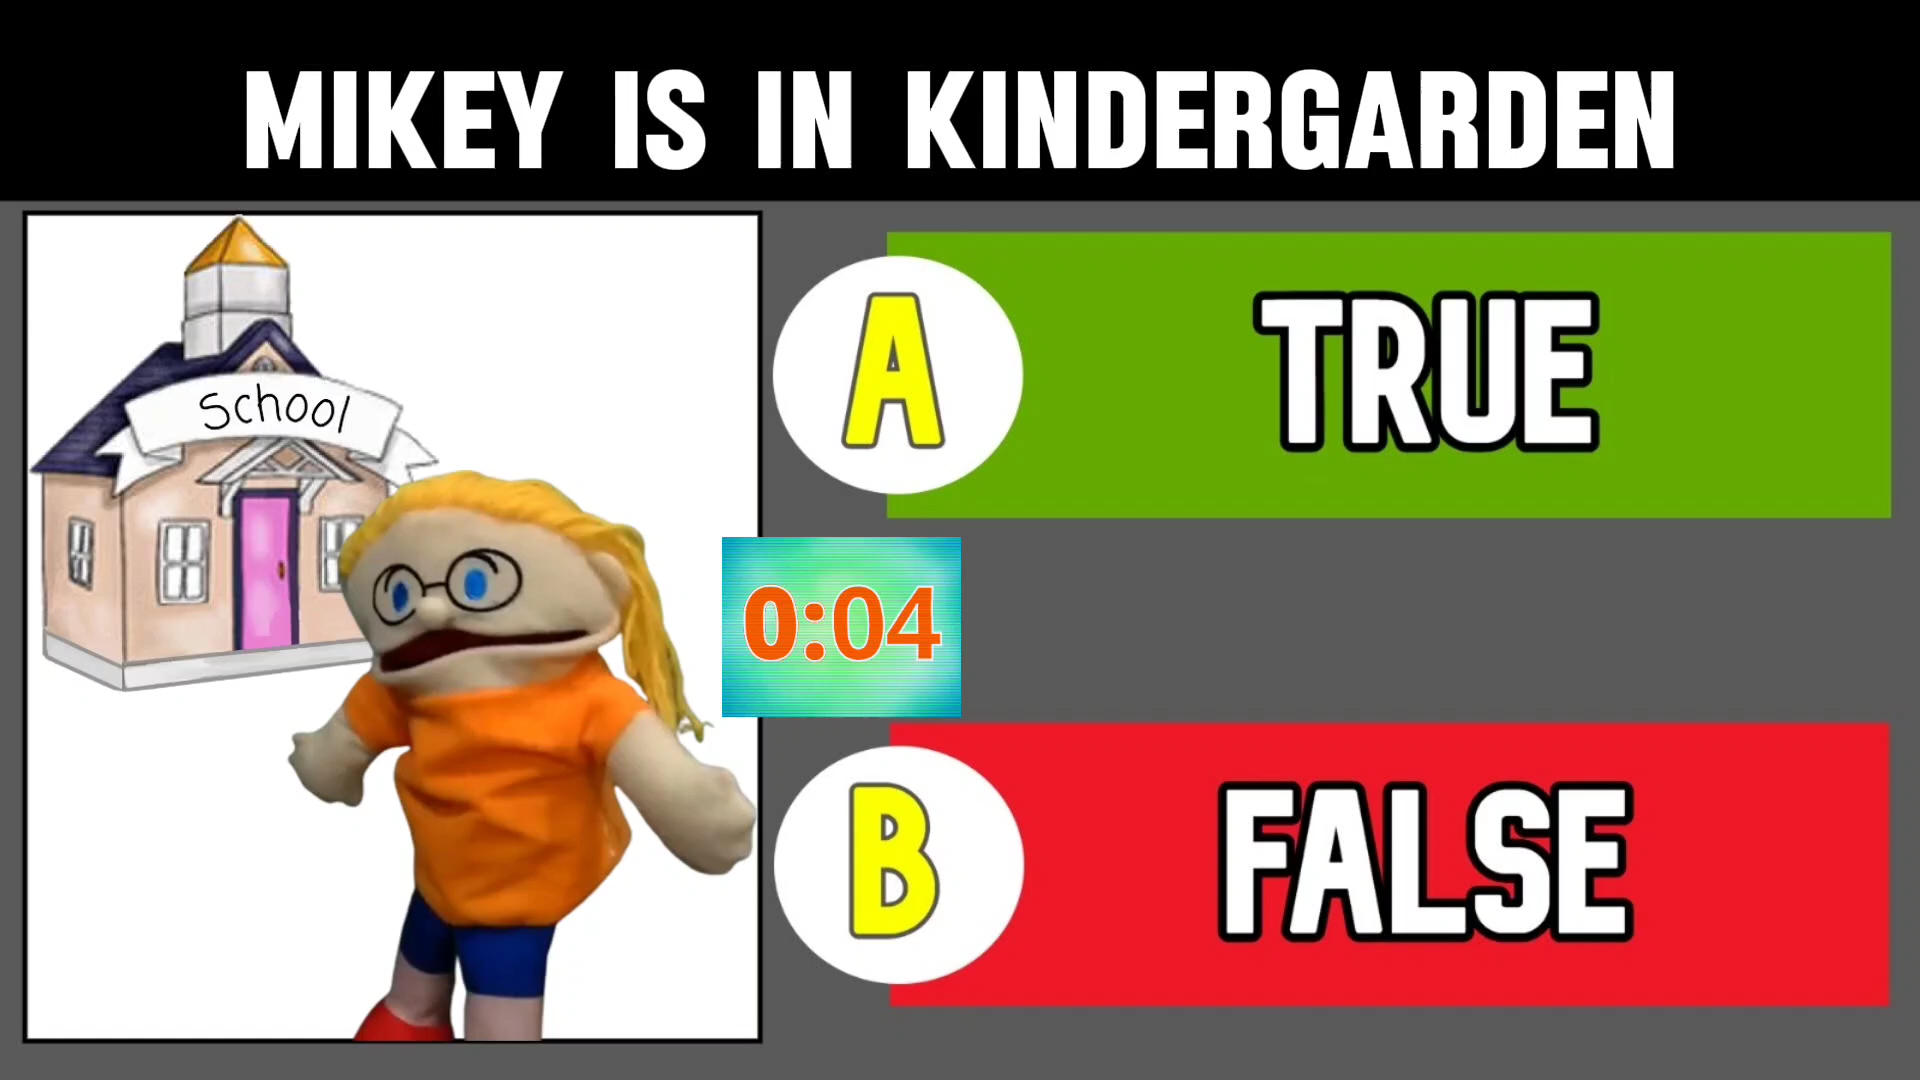 MIKEY IS IN KINDERGARDEN
School
A
TRUE
0:04
B
FALSE